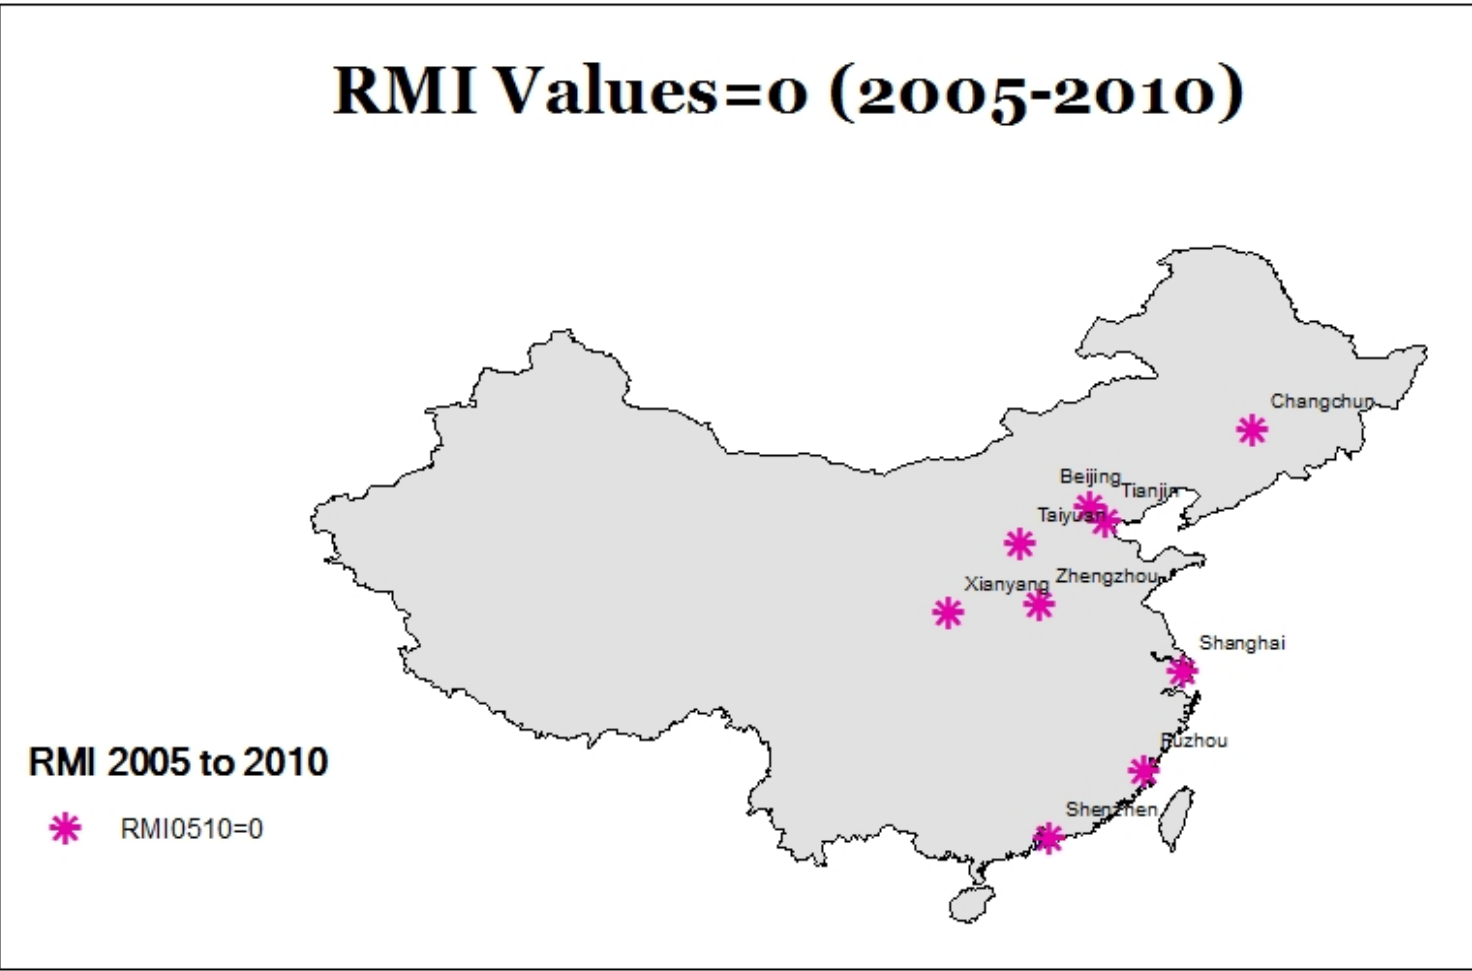 RMI Values=0 (2005-2010)
Changchun
Beijing
Tianjin
Taiyuan
Xianyang
Zhengzhou
Shanghai
Fuzhou
Shenzhen
RMI 2005 to 2010
RMI0510=0